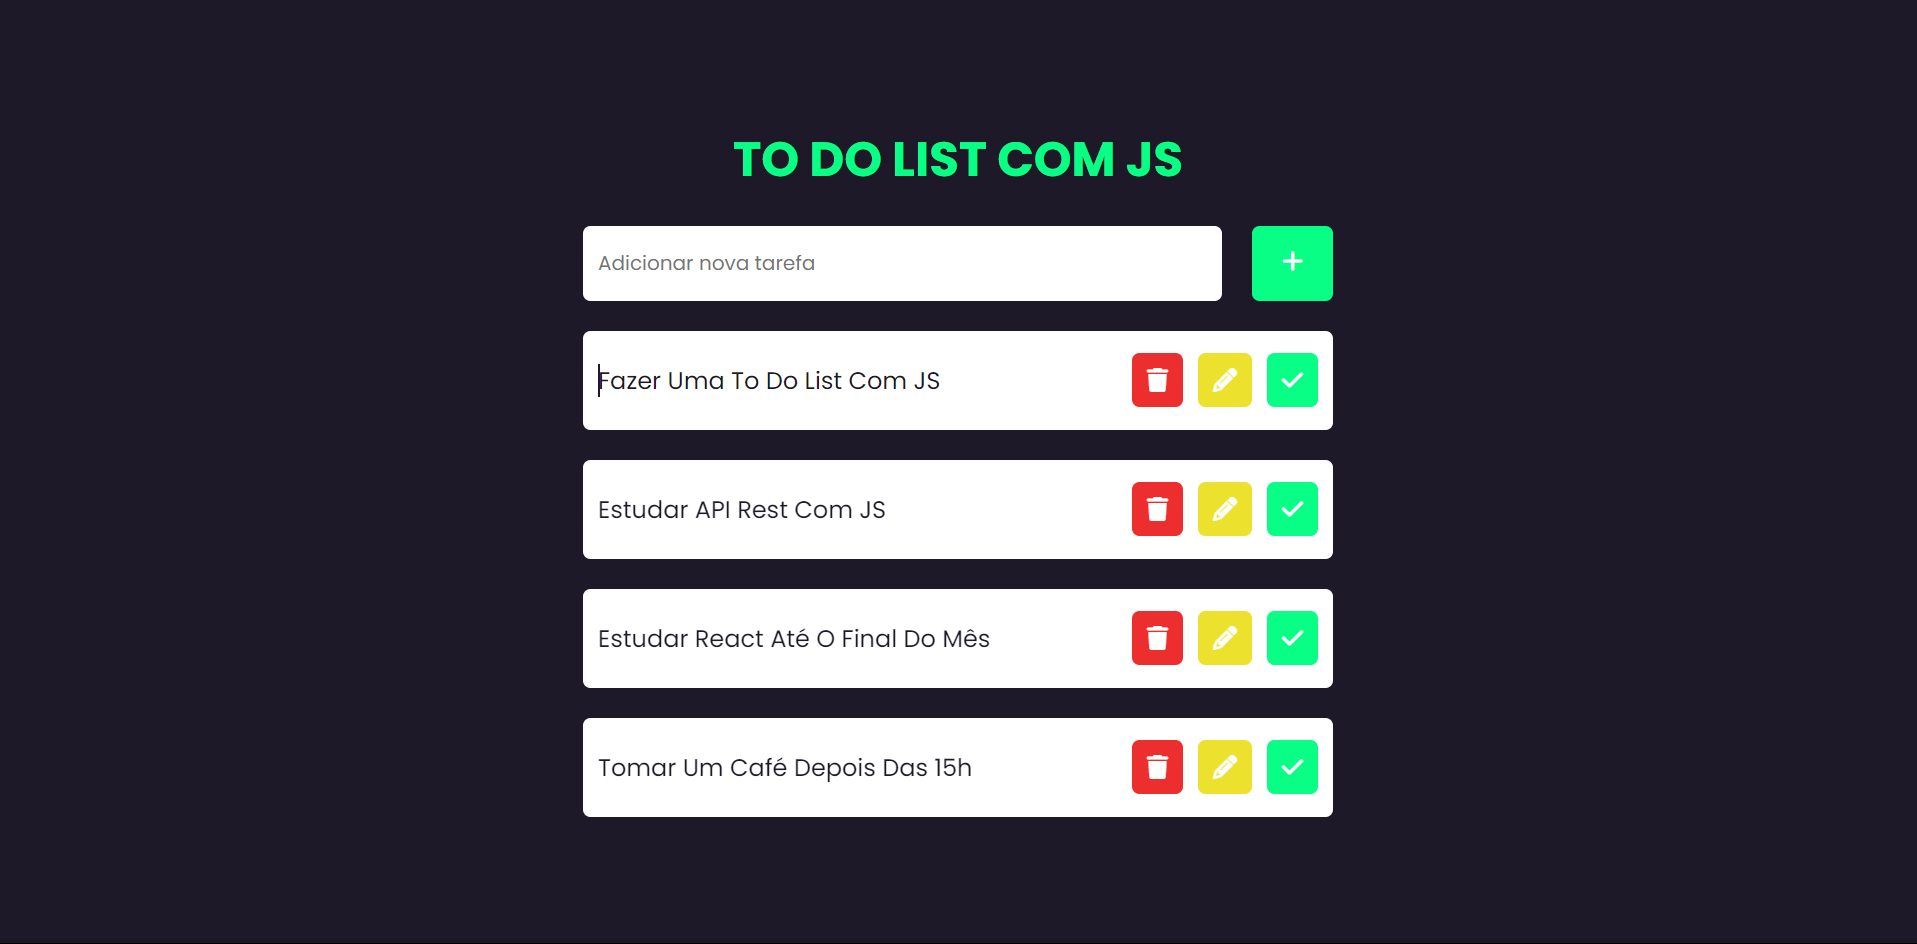 TO DO LIST COM JS
Adicionar nova tarefa
Fazer Uma To Do List Com JS
Estudar API Rest Com JS
Estudar React Até O Final Do Mês
Tomar Um Café Depois Das 15h